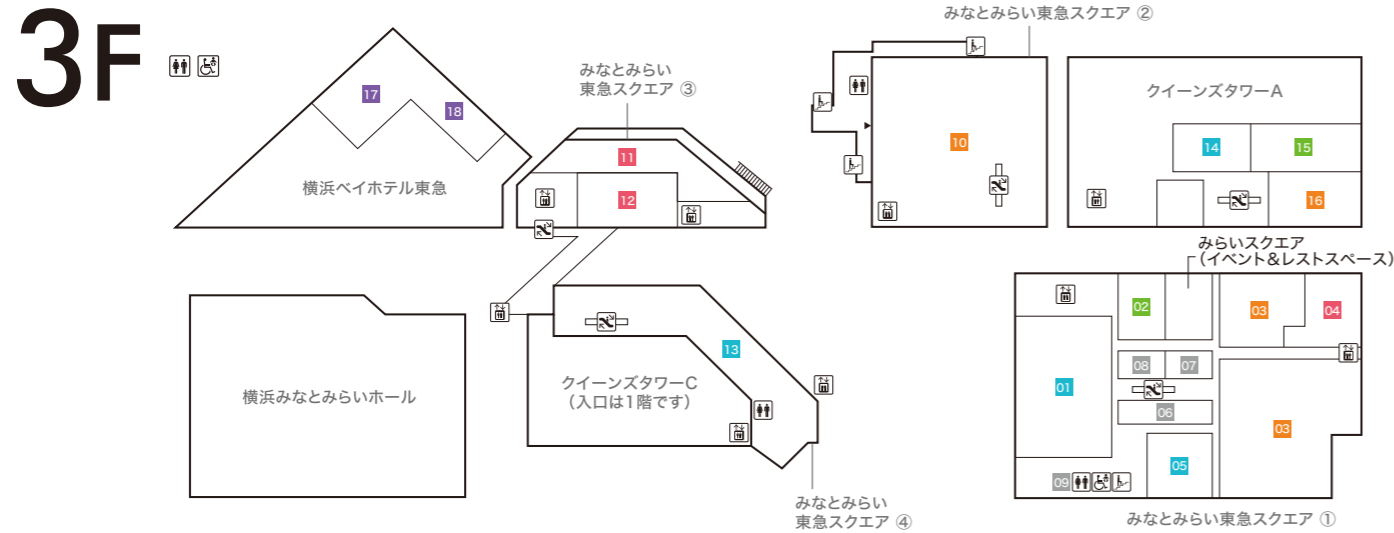 3F
みなとみらい東急スクエア ②
みなとみらい
東急スクエア ③
17
18
横浜ベイホテル東急
11
12
10
クイーンズタワーA
14
15
16
みらいスクエア
(イベント&レストスペース)
横浜みなとみらいホール
13
クイーンズタワーC
(入口は1階です)
みなとみらい
東急スクエア ④
02
03
04
01
08
07
06
03
05
09
みなとみらい東急スクエア ①